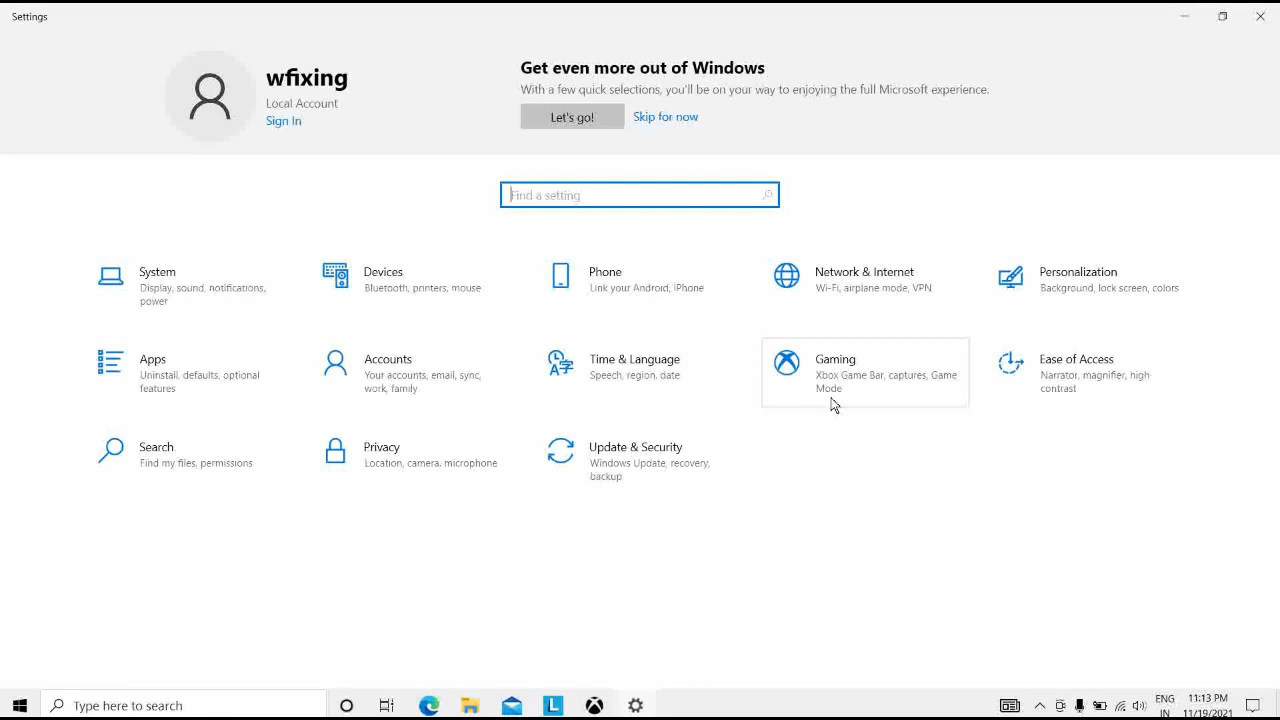 Settings
wfixing
Local Account
Sign In
Get even more out of Windows
With a few quick selections, you'll be on your way to enjoying the full Microsoft experience.
Let's go!
Skip for now
Find a setting
System
Display, sound, notifications,
power
Devices
Bluetooth, printers, mouse
Phone
Link your Android, iPhone
Network & Internet
Wi-Fi, airplane mode, VPN
Personalization
Background, lock screen, colors
Apps
Uninstall, defaults, optional
features
Accounts
Your accounts, email, sync,
work, family
Time & Language
Speech, region, date
Gaming
Xbox Game Bar, captures, Game
Mode
Ease of Access
Narrator, magnifier, high
contrast
Search
Find my files, permissions
Privacy
Location, camera, microphone
Update & Security
Windows Update, recovery,
backup
Type here to search
L
ENG
IN
11:13 PM
11/19/2021